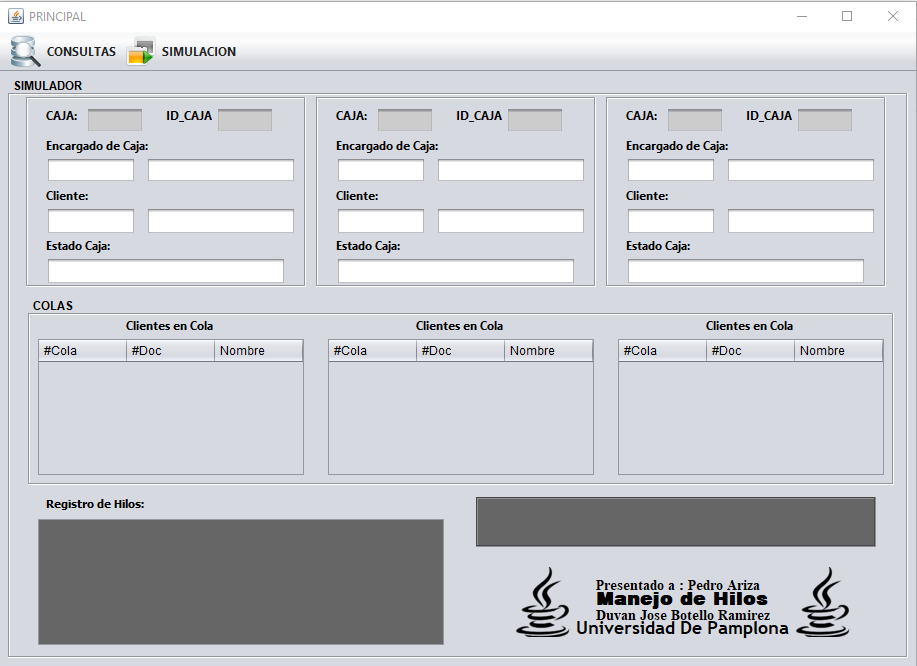 PRINCIPAL
CONSULTAS SIMULACION
SIMULADOR
CAJA: ID_CAJA CAJA: ID_CAJA CAJA: ID_CAJA
Encargado de Caja: Encargado de Caja: Encargado de Caja:
Cliente: Cliente: Cliente:
Estado Caja: Estado Caja: Estado Caja:
COLAS
Clientes en Cola Clientes en Cola Clientes en Cola
#Cola #Doc Nombre #Cola #Doc Nombre #Cola #Doc Nombre
Registro de Hilos:
Presentado a : Pedro Ariza
Manejo de Hilos
Duvan Jose Botello Ramirez
Universidad De Pamplona